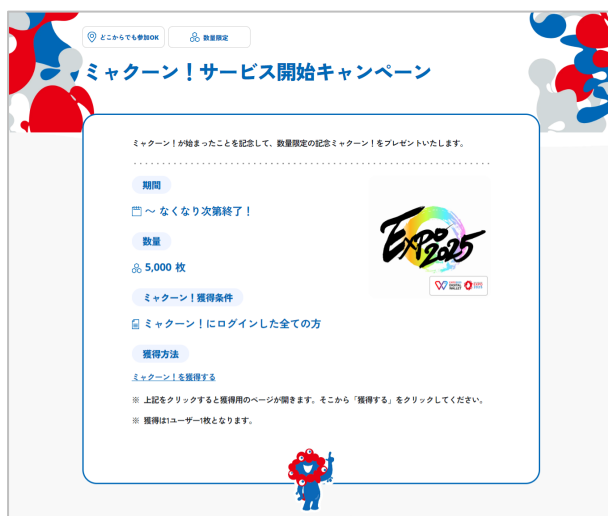 どこからでも参加OK
数量限定
ミャクーン！サービス開始キャンペーン
ミャクーン！が始まったことを記念して、数量限定の記念ミャクーン！をプレゼントいたします。
期間
～ なくなり次第終了！
数量
5,000 枚
ミャクーン！獲得条件
ミャクーン！にログインした全ての方
獲得方法
ミャクーン！を獲得する
※ 上記をクリックすると獲得用のページが開きます。そこから「獲得する」をクリックしてください。
※ 獲得は1ユーザー1枚となります。
EXPO
2025
DIGITAL
WALLET